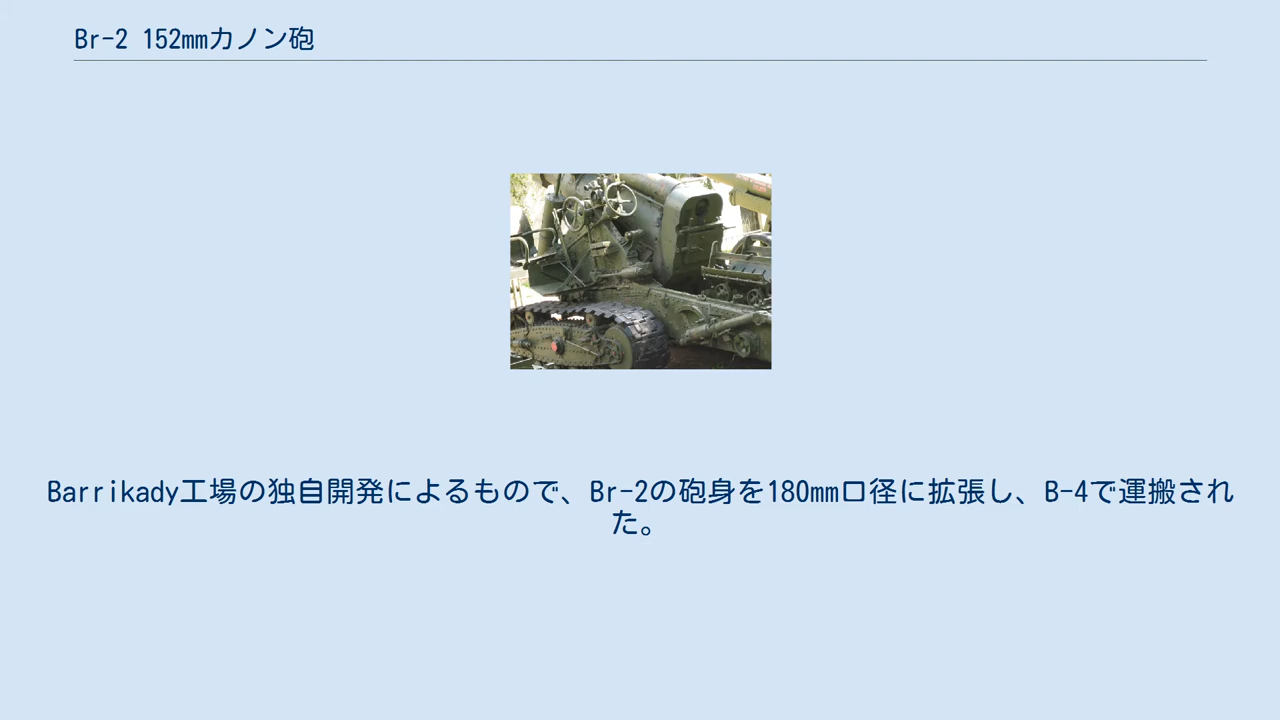 Br-2 152mmカノン砲
Barrikady工場の独自開発によるもので、Br-2の砲身を180mm口径に拡張し、B-4で運搬され
た。